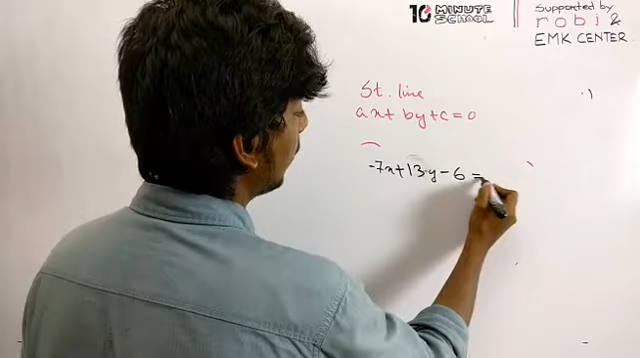 10 MINUTE SCHOOL
Supported by
robi &
EMK CENTER
St. line
ax+ by+c=0
-7x+13y-6=